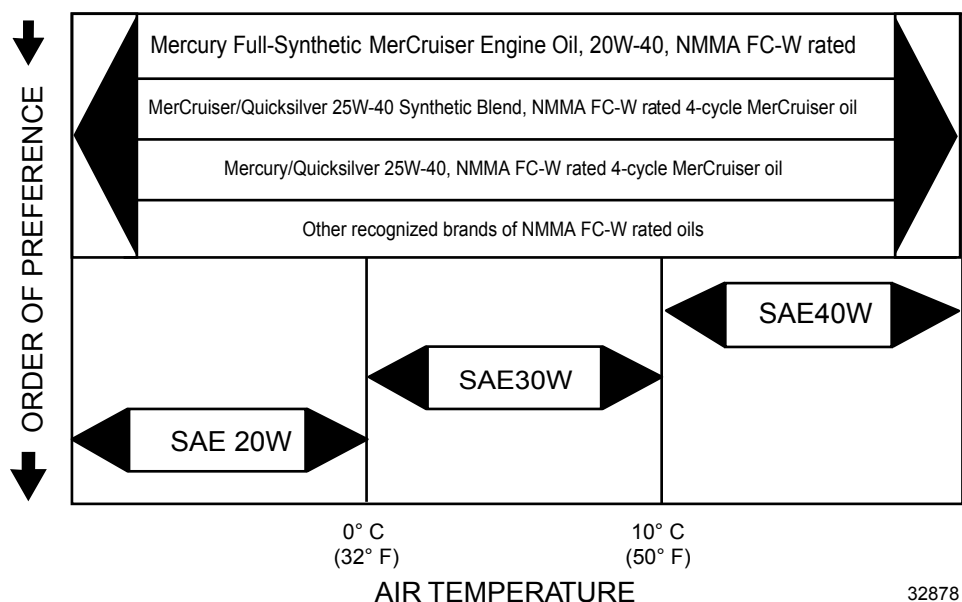 ORDER OF PREFERENCE
Mercury Full-Synthetic MerCruiser Engine Oil, 20W-40, NMMA FC-W rated
MerCruiser/Quicksilver 25W-40 Synthetic Blend, NMMA FC-W rated 4-cycle MerCruiser oil
Mercury/Quicksilver 25W-40, NMMA FC-W rated 4-cycle MerCruiser oil
Other recognized brands of NMMA FC-W rated oils
SAE40W
SAE30W
SAE 20W
0° C
(32° F)
10° C
(50° F)
AIR TEMPERATURE
32878